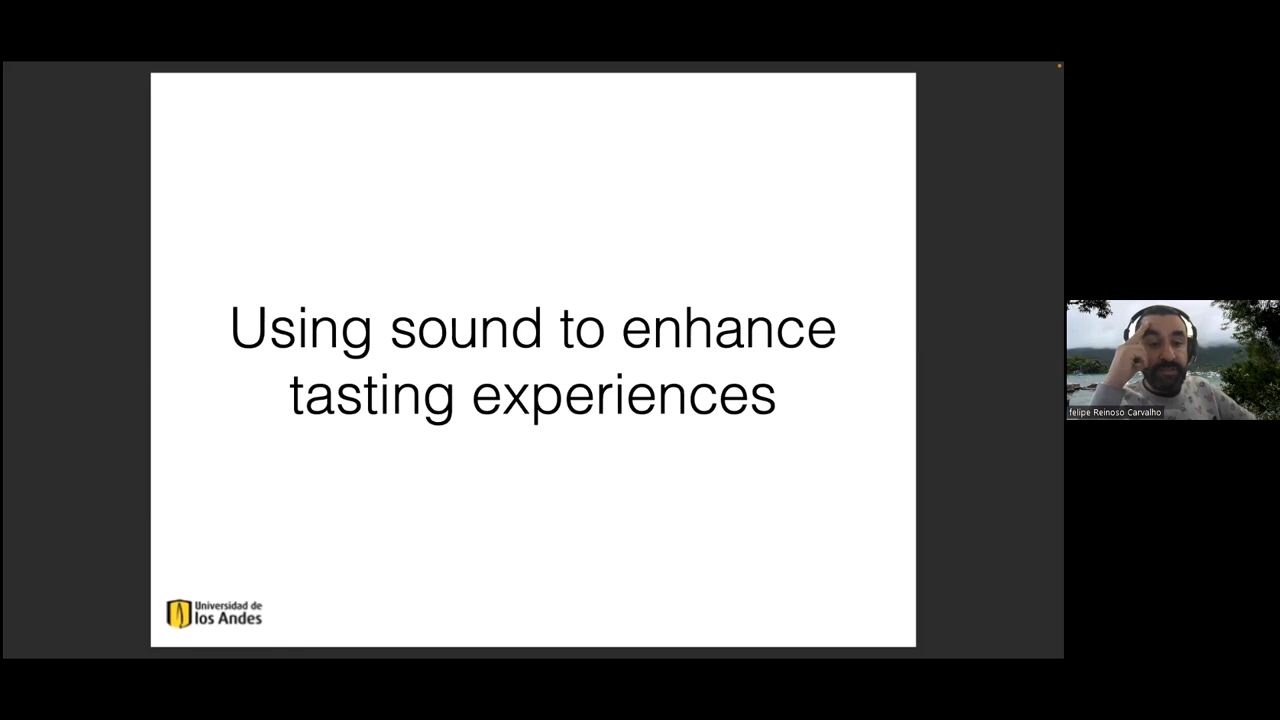 Using sound to enhance
tasting experiences
Universidad de
los Andes
felipe Reinoso Carvalho